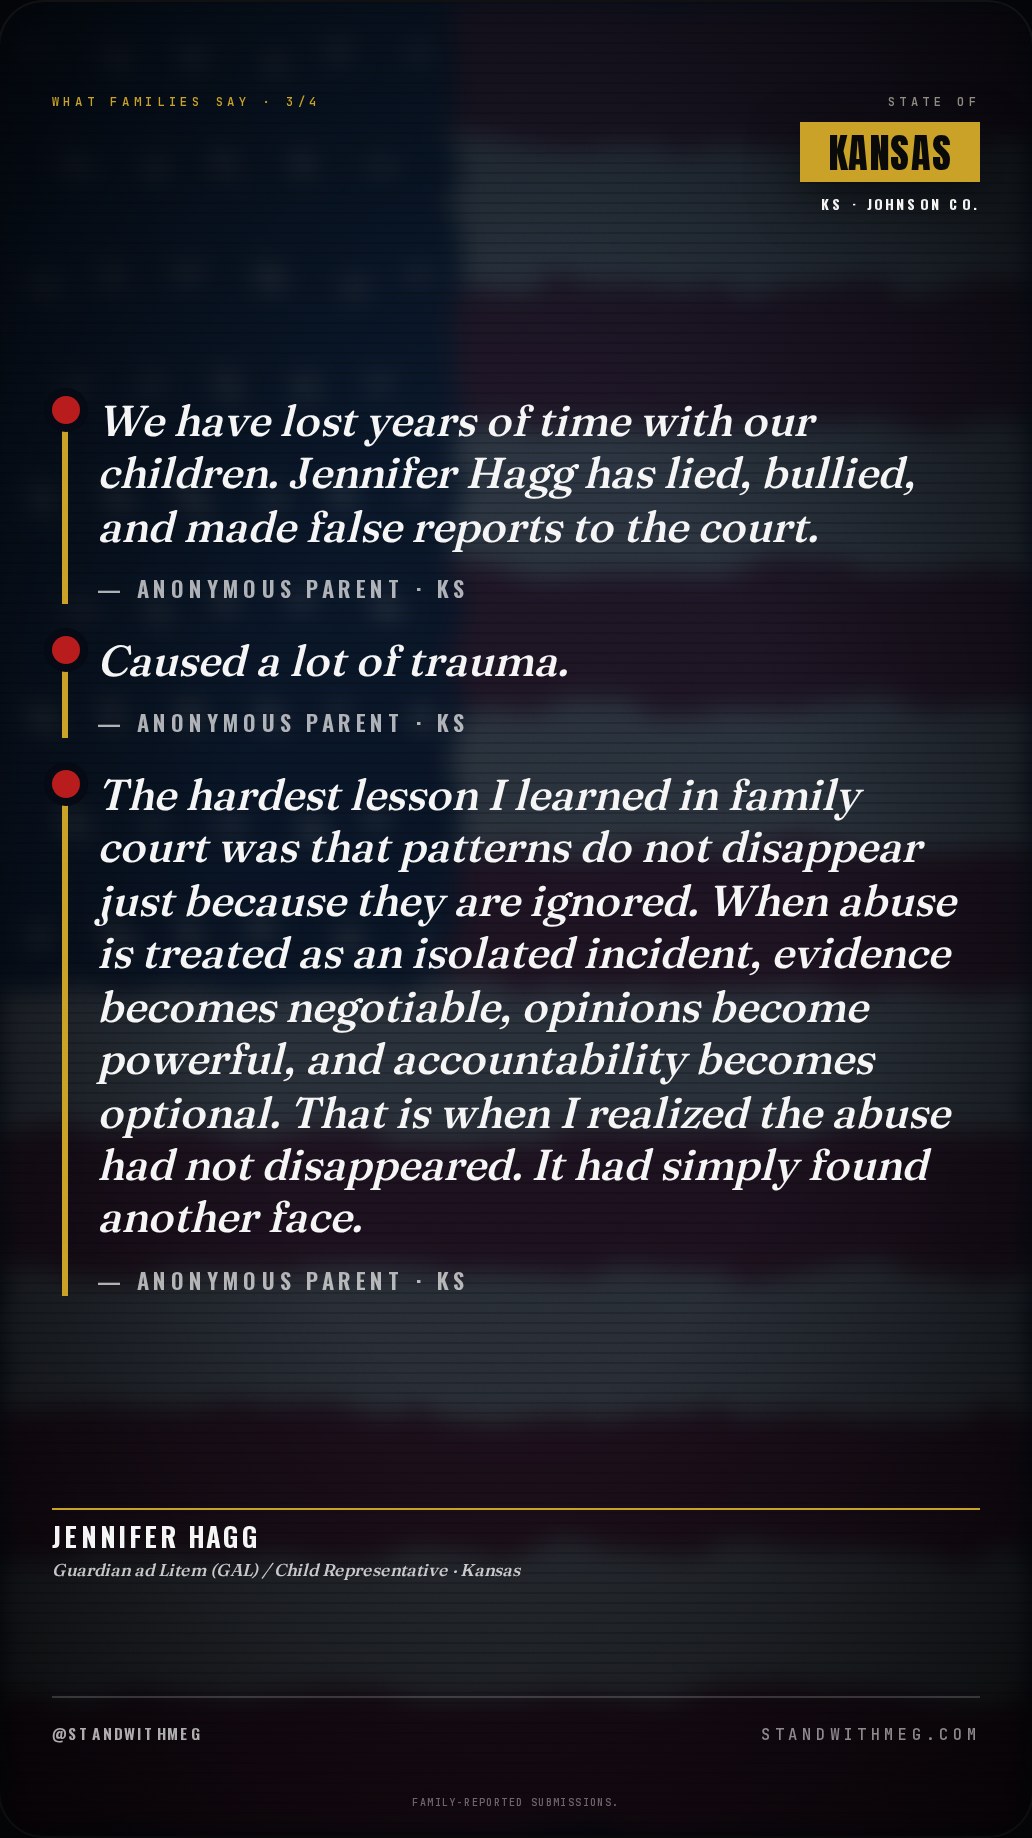 WHAT FAMILIES SAY · 3/4
STATE OF
KANSAS
KS · JOHNSON CO.
We have lost years of time with our
children. Jennifer Hagg has lied, bullied,
and made false reports to the court.
— ANONYMOUS PARENT · KS
Caused a lot of trauma.
— ANONYMOUS PARENT · KS
The hardest lesson I learned in family
court was that patterns do not disappear
just because they are ignored. When abuse
is treated as an isolated incident, evidence
becomes negotiable, opinions become
powerful, and accountability becomes
optional. That is when I realized the abuse
had not disappeared. It had simply found
another face.
— ANONYMOUS PARENT · KS
JENNIFER HAGG
Guardian ad Litem (GAL) / Child Representative · Kansas
@STANDWITHMEG
STANDWITHMEG.COM
FAMILY-REPORTED SUBMISSIONS.